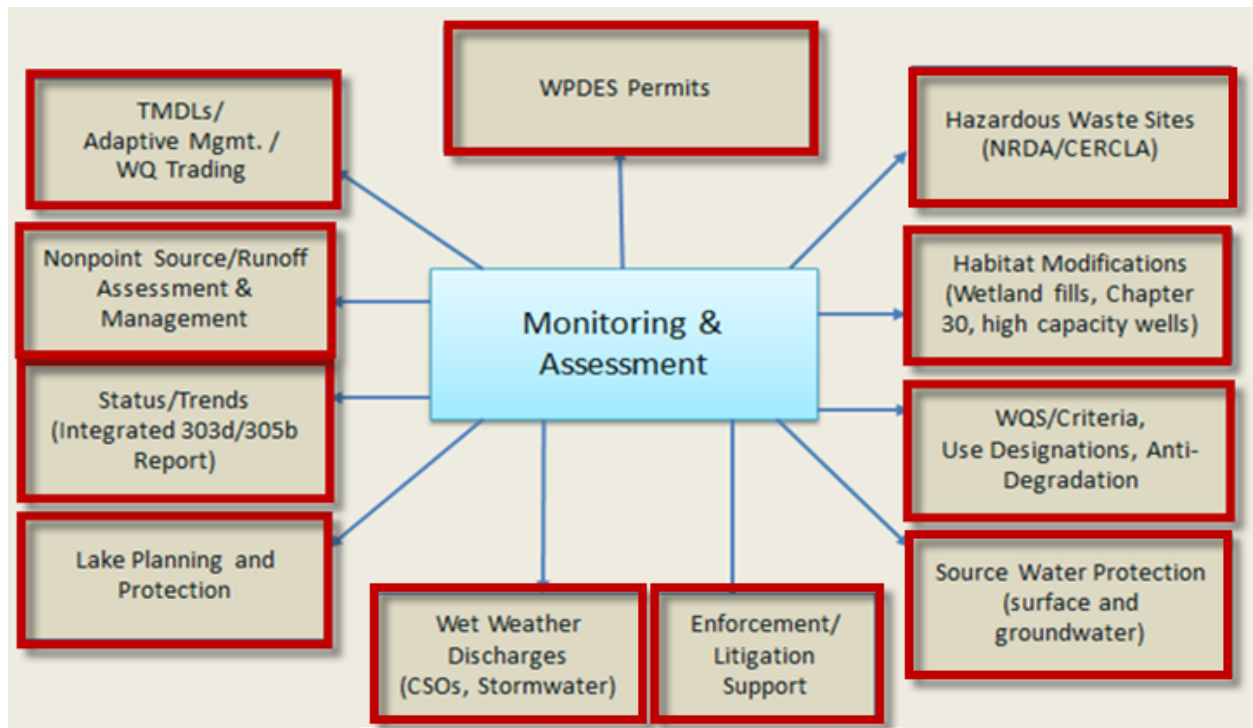 WPDES Permits
TMDLs/
Adaptive Mgmt. /
WQ Trading
Hazardous Waste Sites
(NRDA/CERCLA)
Nonpoint Source/Runoff
Assessment &
Management
Habitat Modifications
(Wetland fills, Chapter
30, high capacity wells)
Monitoring &
Assessment
Status/Trends
(Integrated 303d/305b
Report)
WQS/Criteria,
Use Designations, Anti-
Degradation
Lake Planning and
Protection
Source Water Protection
(surface and
groundwater)
Wet Weather
Discharges
(CSOs, Stormwater)
Enforcement/
Litigation
Support